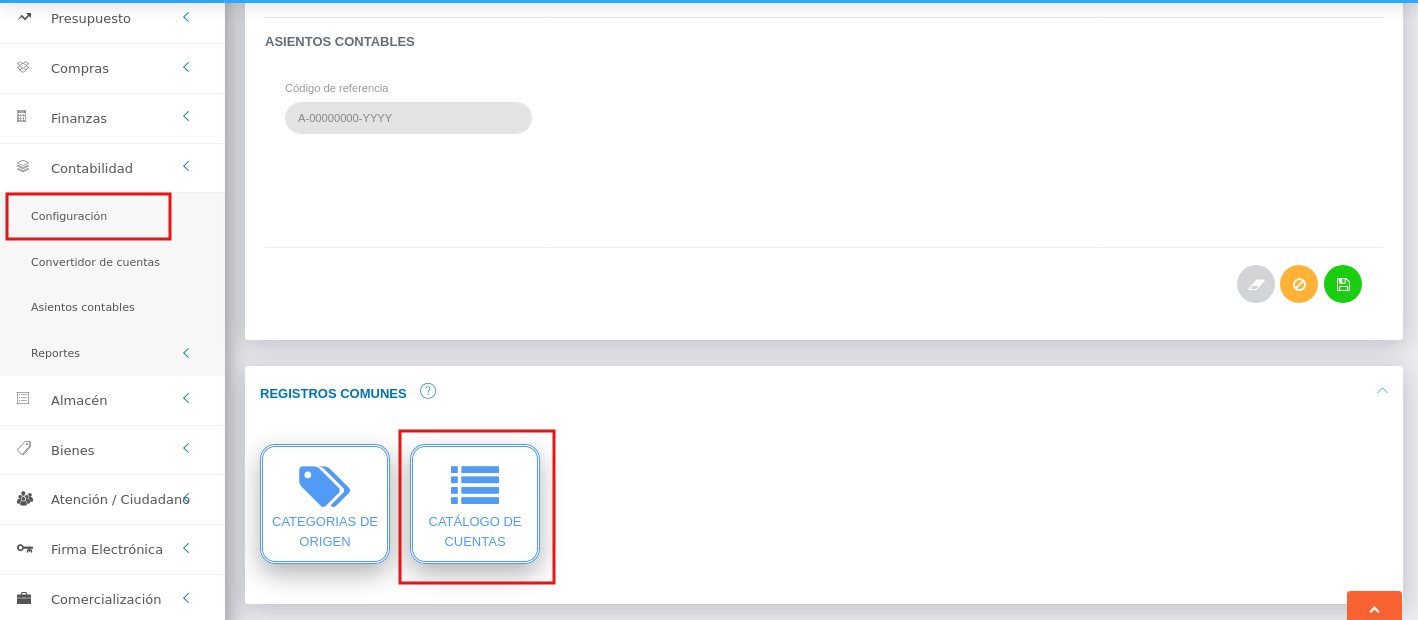 Presupuesto
Compras
Finanzas
Contabilidad
Configuración
Convertidor de cuentas
Asientos contables
Reportes
Almacén
Bienes
Atención / Ciudadano
Firma Electrónica
Comercialización
ASIENTOS CONTABLES
Código de referencia
A-00000000-YYYY
REGISTROS COMUNES ?
CATEGORIAS DE
ORIGEN
CATÁLOGO DE
CUENTAS